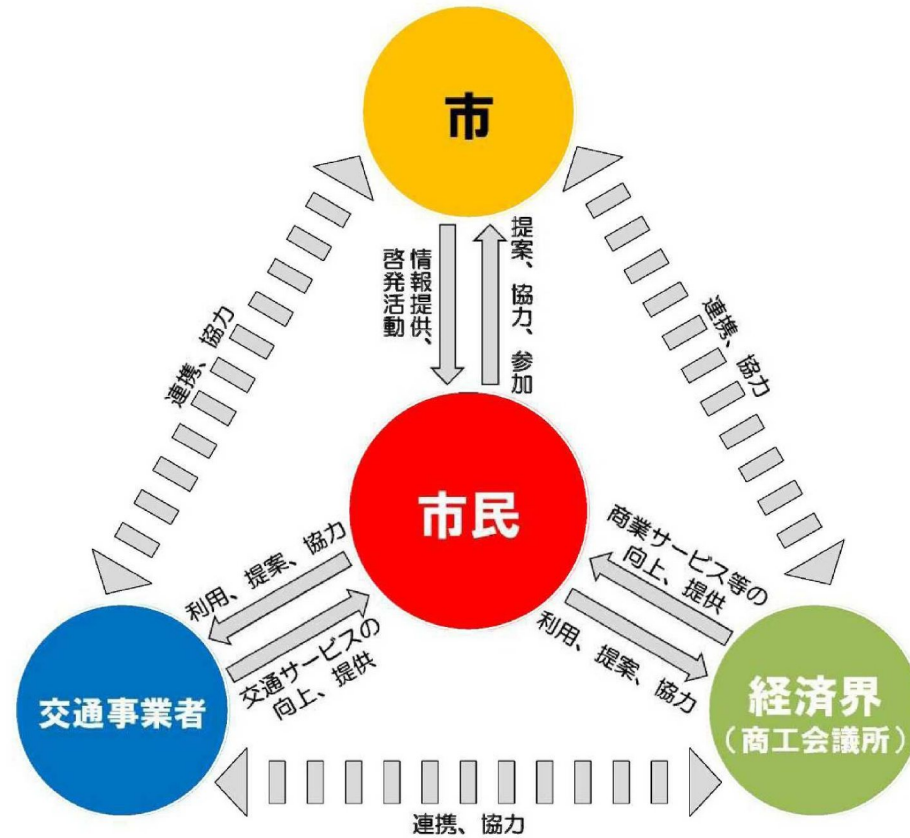 市
情報提供、
啓発活動
提案、協力、参加
連携、協力
連携、協力
市民
利用、提案、協力
交通サービスの
向上、提供
商業サービス等の
向上、提供
利用、提案、協力
交通事業者
経済界
（商工会議所）
連携、協力